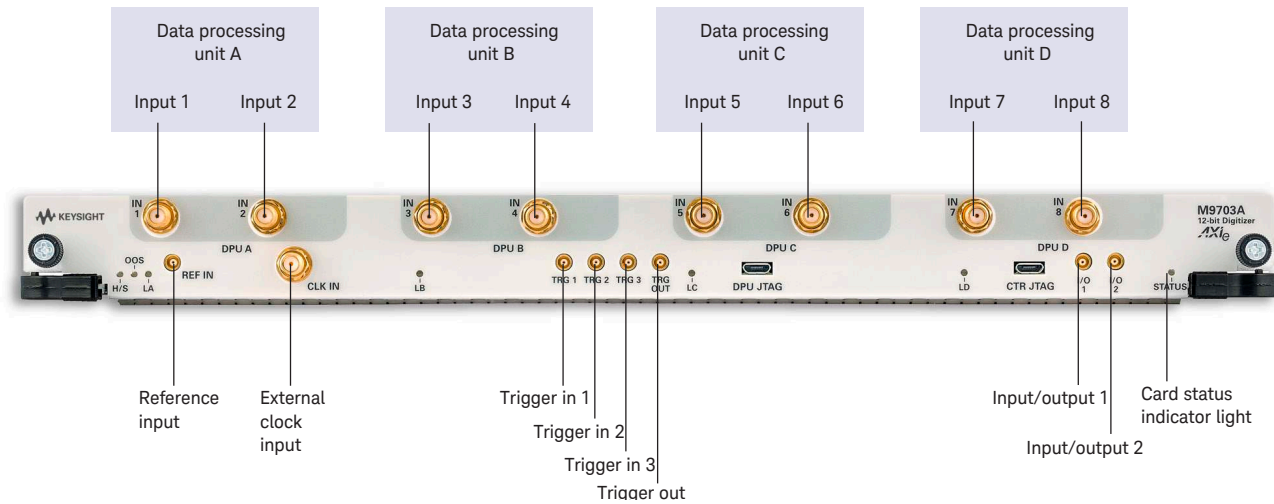 Data processing
unit A
Input 1
Input 2
Data processing
unit B
Input 3
Input 4
Data processing
unit C
Input 5
Input 6
Data processing
unit D
Input 7
Input 8
KEYSIGHT
IN
1
IN
2
IN
3
IN
4
IN
5
IN
6
IN
7
IN
8
M9703A
12-bit Digitizer
AXIe
DPU A
DPU B
DPU C
DPU D
OOS
H/S
LA
REF IN
CLK IN
LB
TRG 1
TRG 2
TRG 3
TRG
OUT
LC
DPU JTAG
LD
CTR JTAG
I/O
1
I/O
2
STATUS
Reference
input
External
clock
input
Trigger in 1
Trigger in 2
Trigger in 3
Trigger out
Input/output 1
Input/output 2
Card status
indicator light